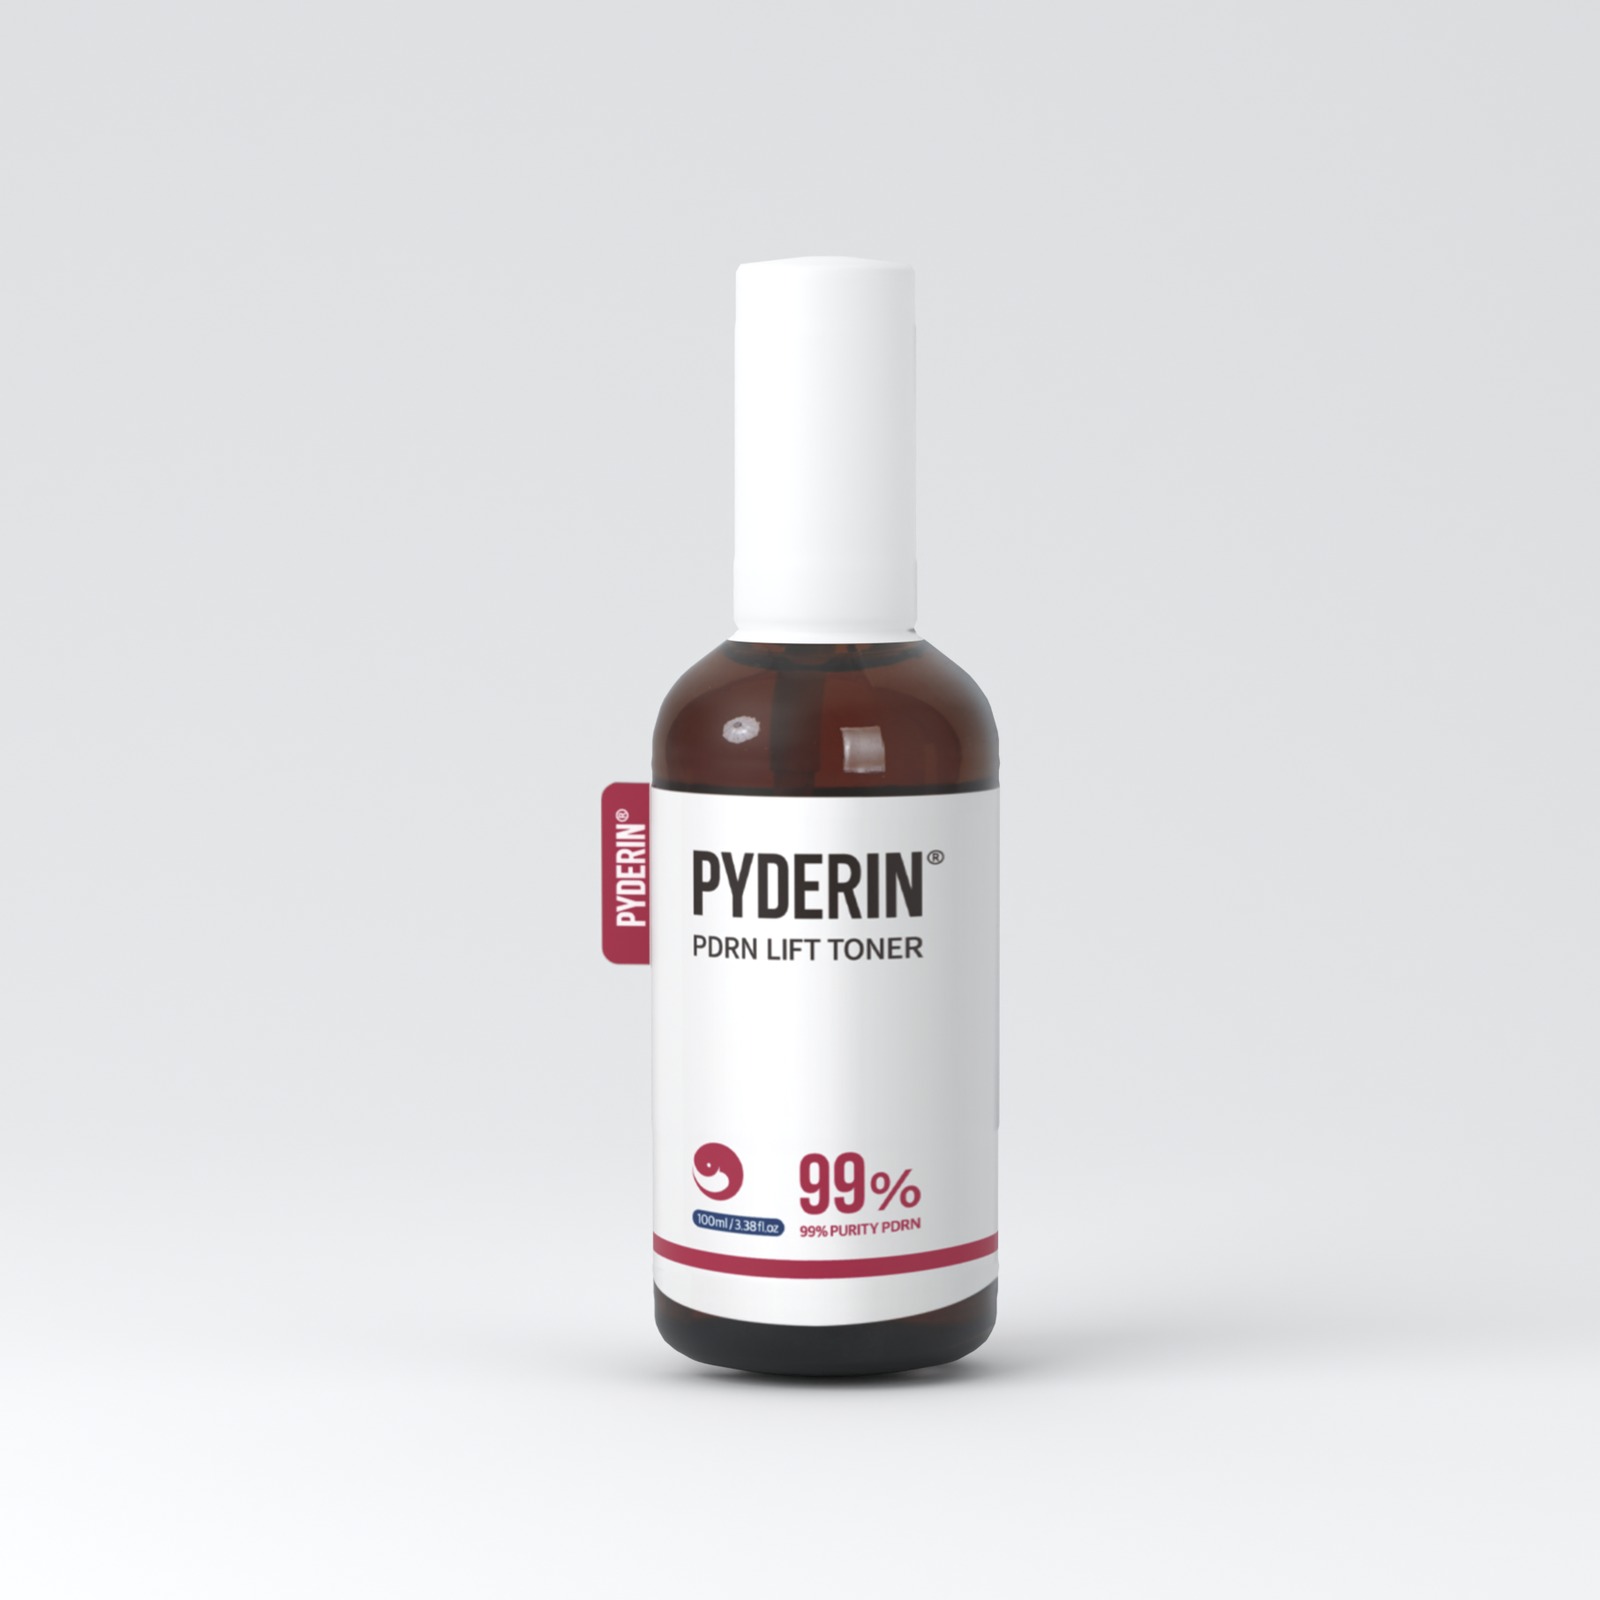 PYDERIN®
PYDERIN®
PDRN LIFT TONER
99%
100ml/3.38fl.oz
99% PURITY PDRN